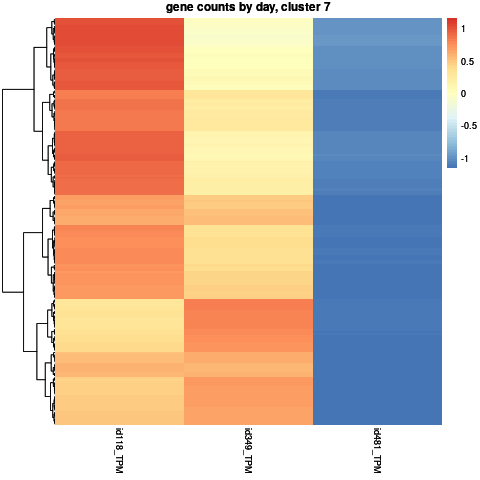 gene counts by day, cluster 7
1
0.5
0
-0.5
-1
id118_TPM
id349_TPM
id481_TPM